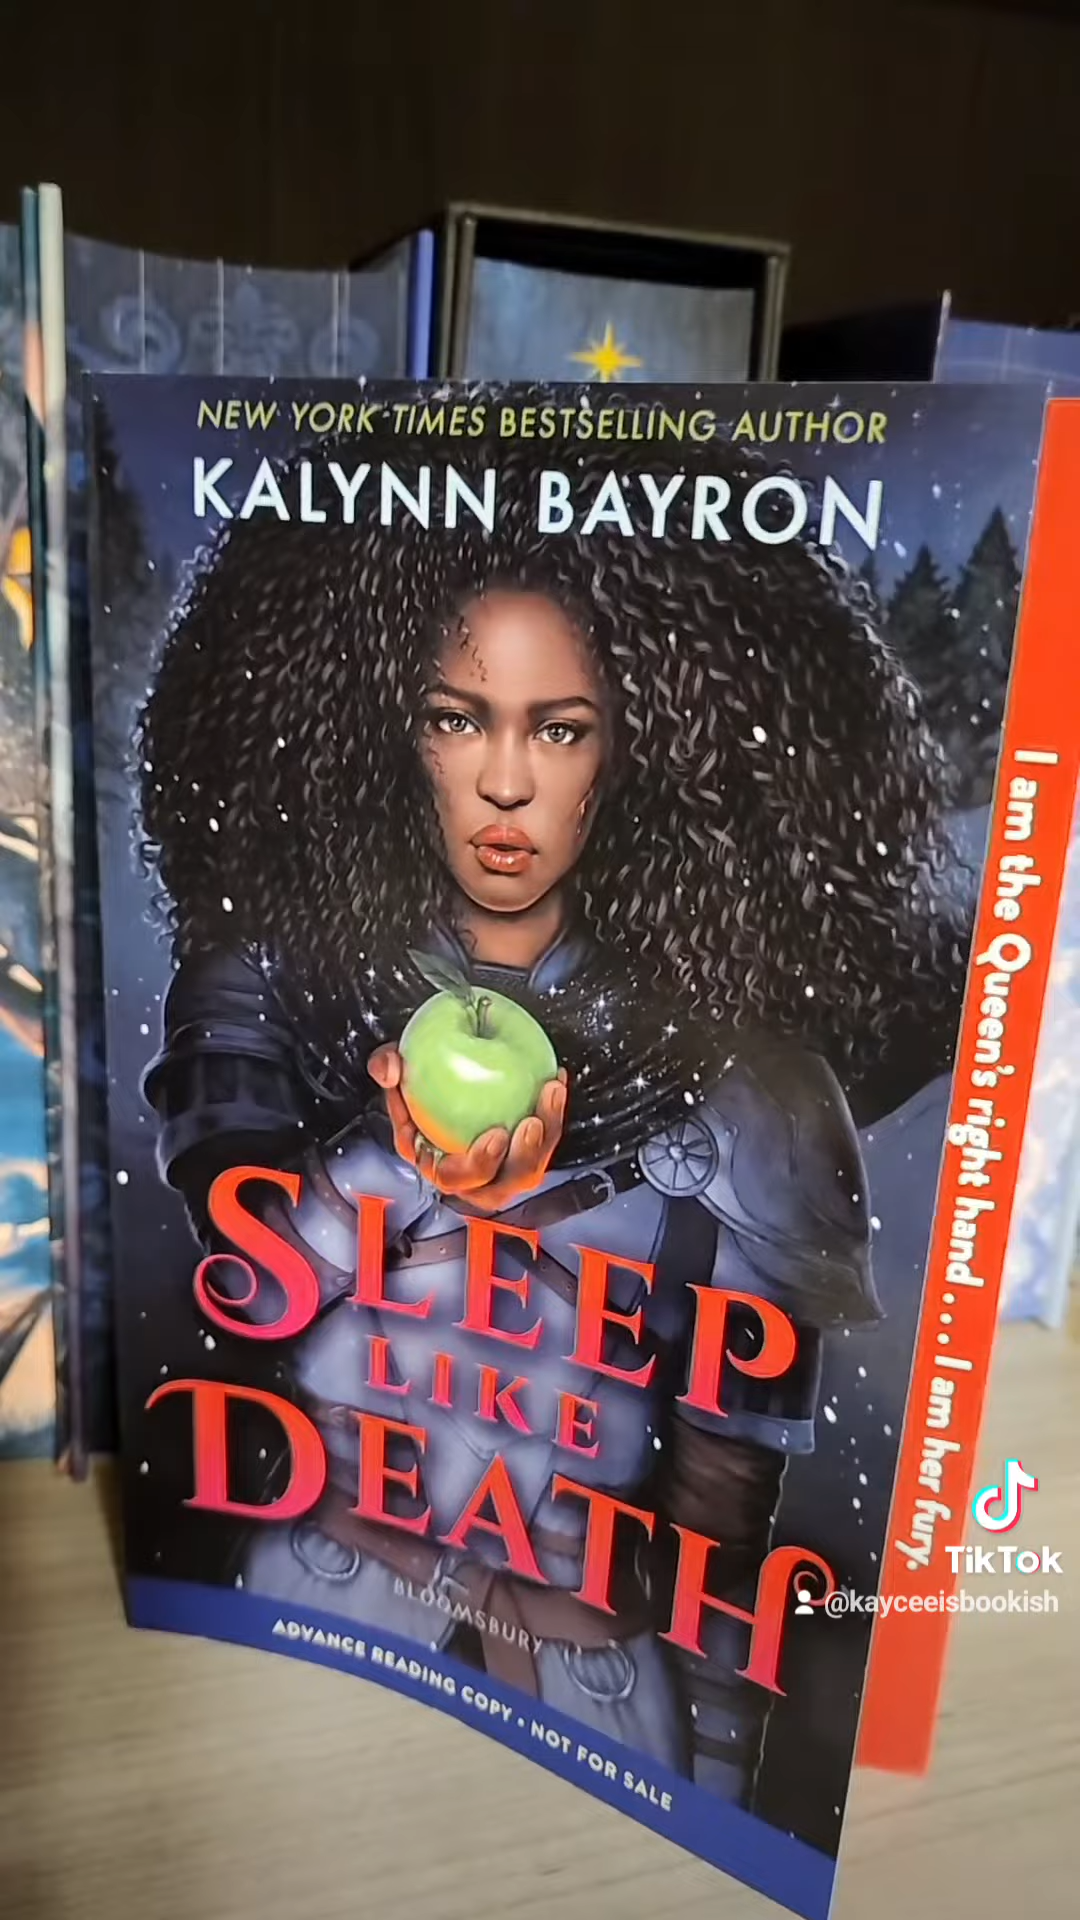 NEW YORK TIMES BESTSELLING AUTHOR
KALYNN BAYRON
SLEEP
LIKE
DEATH
BLOOMSBURY
ADVANCE READING COPY • NOT FOR SALE
I am the Queen's right hand . . . . I am her fury.
TikTok
@kayceeisbookish